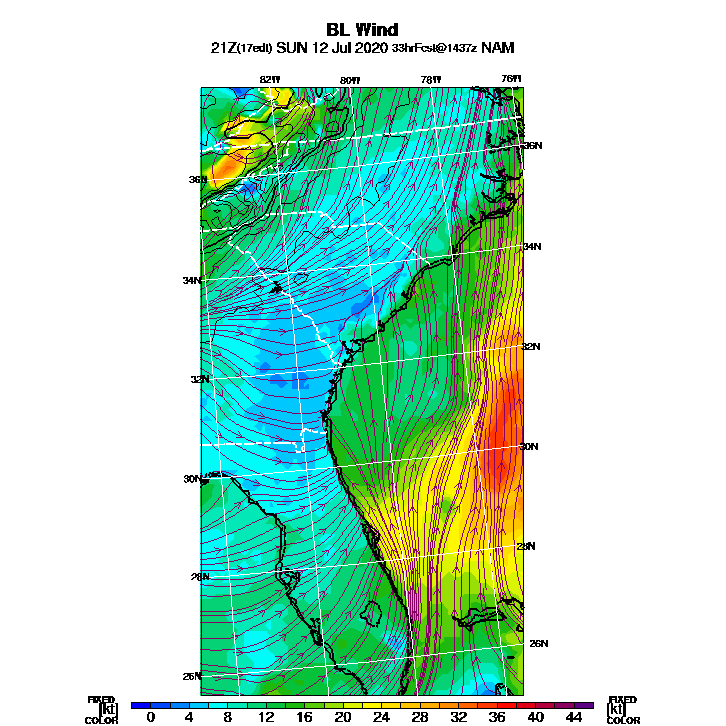 BL Wind
21Z(17edt) SUN 12 Jul 2020 33hrFcst@1437z NAM
82W 80W 78W 76W
36N
36N
34N
34N
32N
32N
30N
30N
28N
28N
26N
26N
FIXED FIXED
[kt] 0 4 8 12 16 20 24 28 32 36 40 44 [kt]
COLOR COLOR